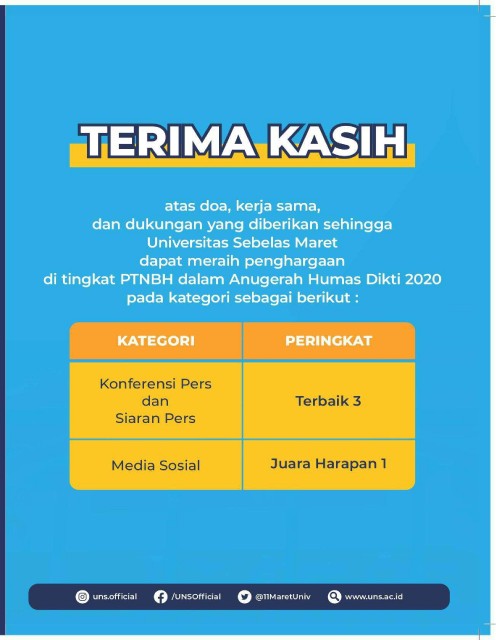 TERIMA KASIH
atas doa, kerja sama,
dan dukungan yang diberikan sehingga
Universitas Sebelas Maret
dapat meraih penghargaan
di tingkat PTNBH dalam Anugerah Humas Dikti 2020
pada kategori sebagai berikut :
KATEGORI PERINGKAT
Konferensi Pers
dan
Siaran Pers
Terbaik 3
Media Sosial Juara Harapan 1
uns.official /UNSOfficial @11MaretUniv www.uns.ac.id